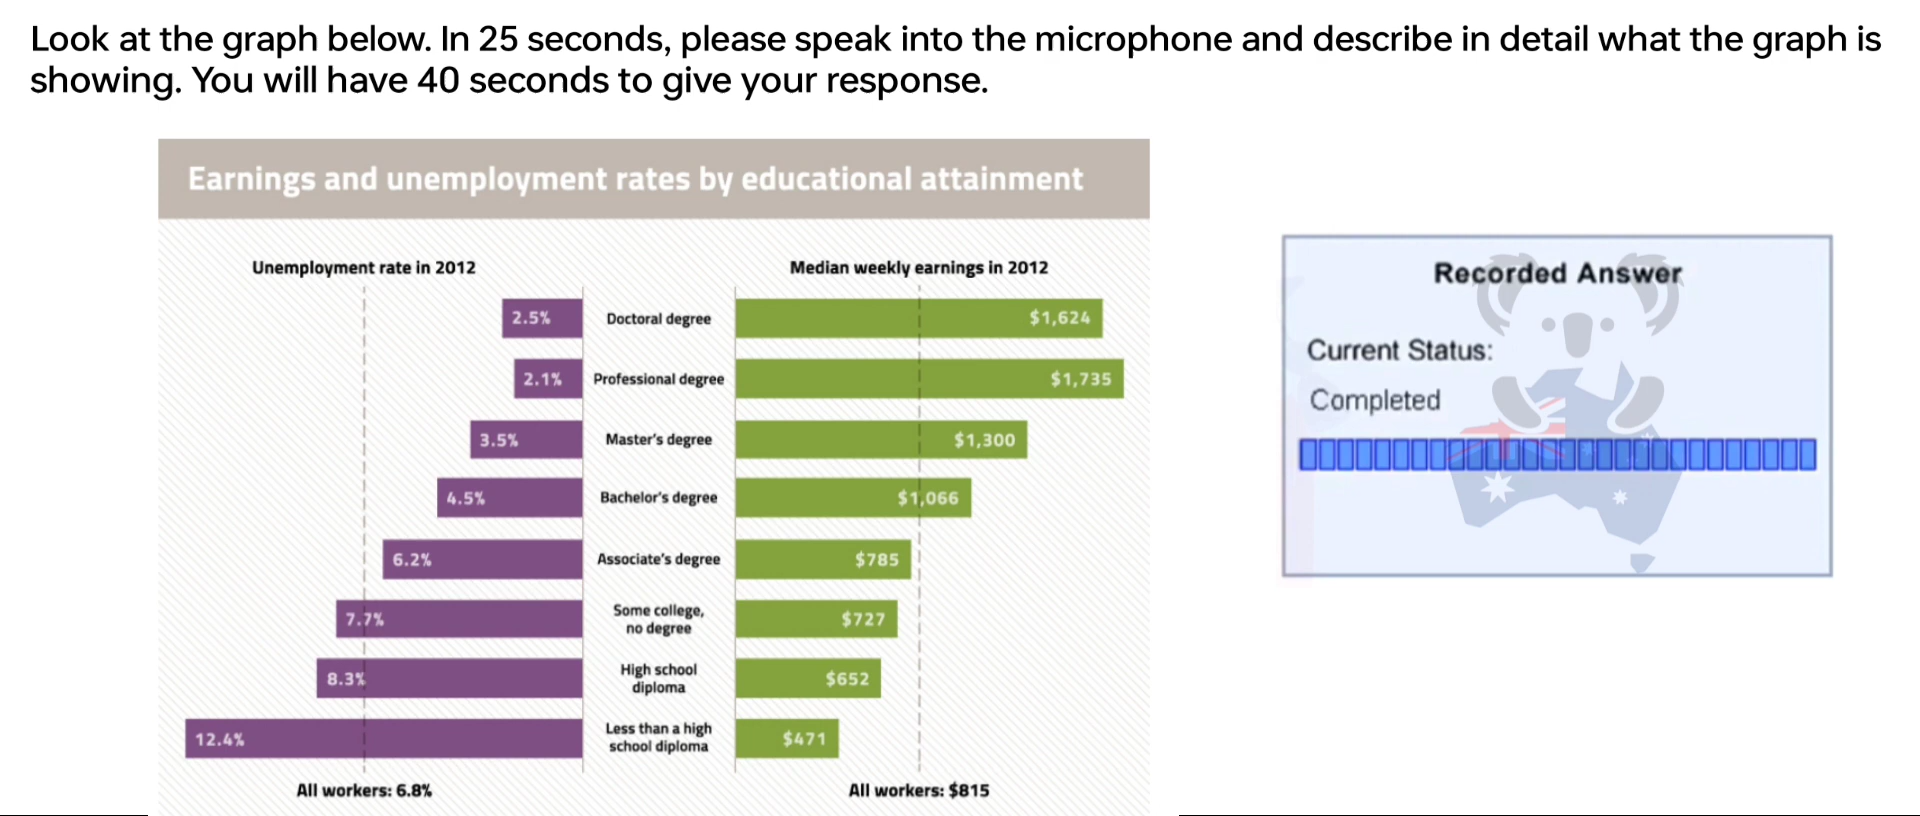 Look at the graph below. In 25 seconds, please speak into the microphone and describe in detail what the graph is
showing. You will have 40 seconds to give your response.
Earnings and unemployment rates by educational attainment
Unemployment rate in 2012
Median weekly earnings in 2012
2.5% Doctoral degree $1,624
2.1% Professional degree $1,735
3.5% Master's degree $1,300
4.5% Bachelor's degree $1,066
6.2% Associate's degree $785
7.7% Some college,
no degree $727
8.3% High school
diploma $652
12.4% Less than a high
school diploma $471
All workers: 6.8%
All workers: $815
Recorded Answer
Current Status:
Completed